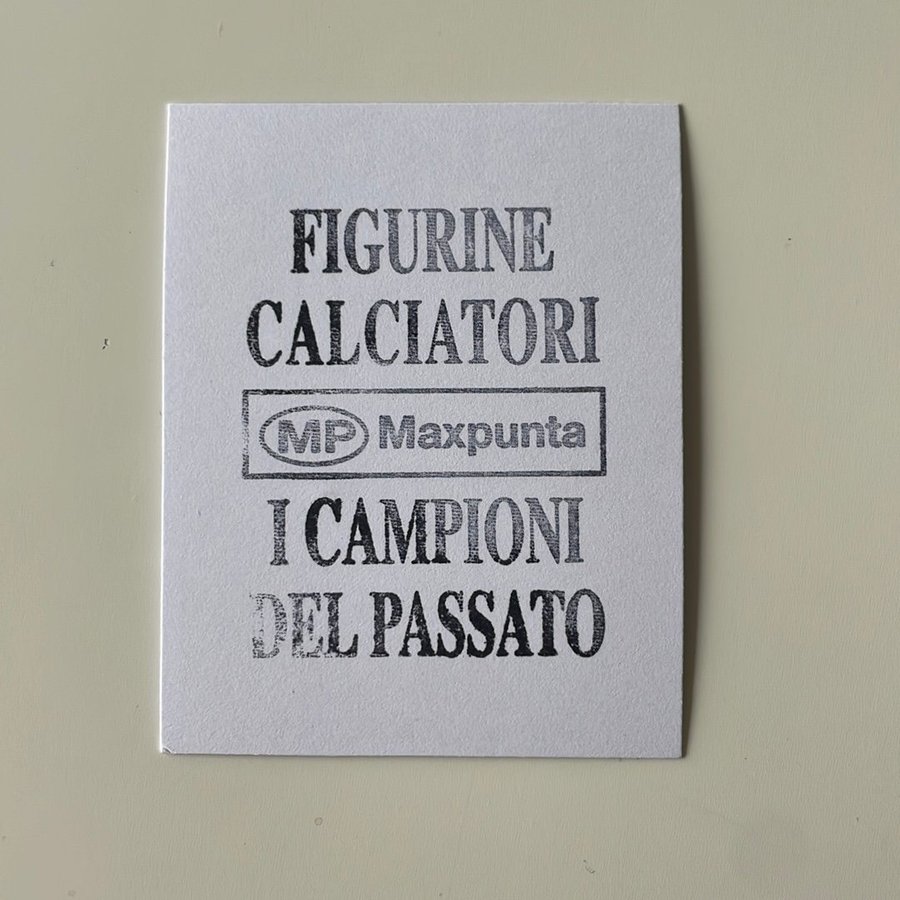 FIGURINE
CALCIATORI
MP Maxpunta
I CAMPIONI
DEL PASSATO